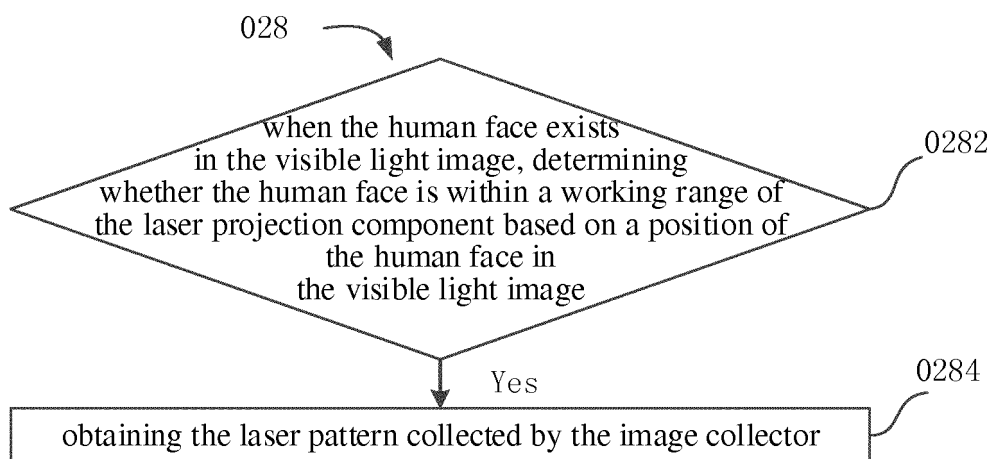 028
when the human face exists
in the visible light image, determining
0282
whether the human face is within a working range of
the laser projection component based on a position of
the human face in
the visible light image
Yes
0284
obtaining the laser pattern collected by the image collector